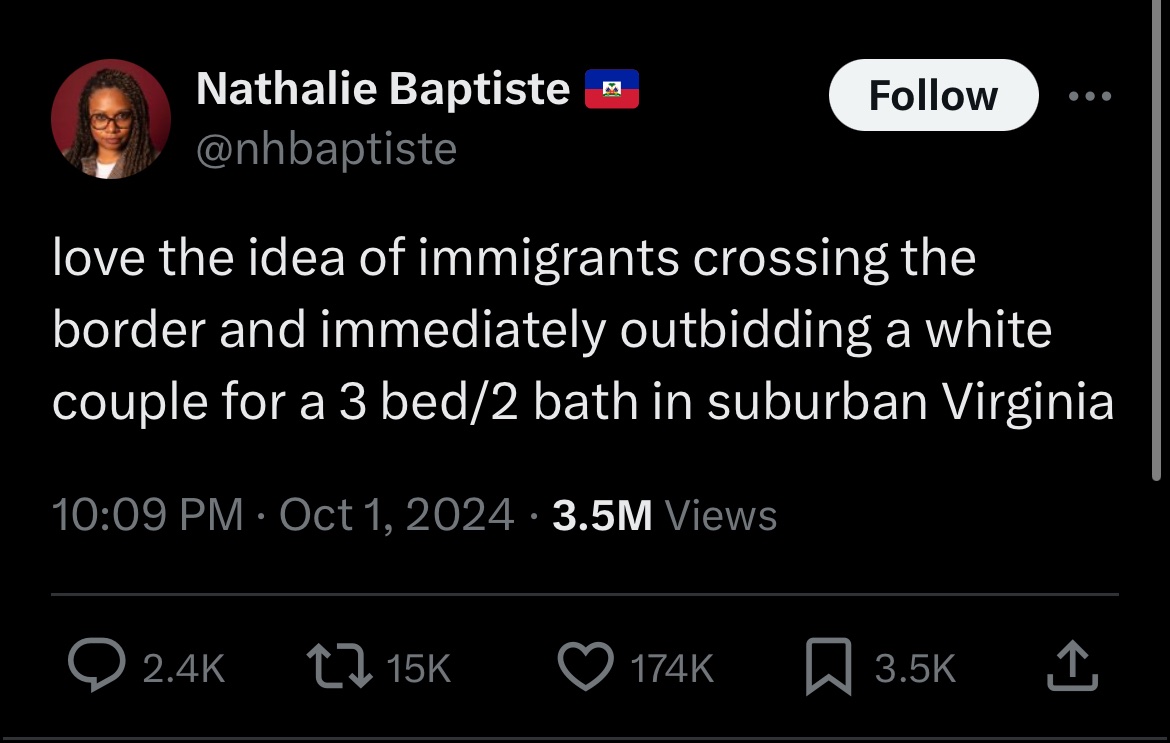 Nathalie Baptiste 🇭🇹
Follow
@nhbaptiste
love the idea of immigrants crossing the
border and immediately outbidding a white
couple for a 3 bed/2 bath in suburban Virginia
10:09 PM · Oct 1, 2024 · 3.5M Views
2.4K 15K 174K 3.5K